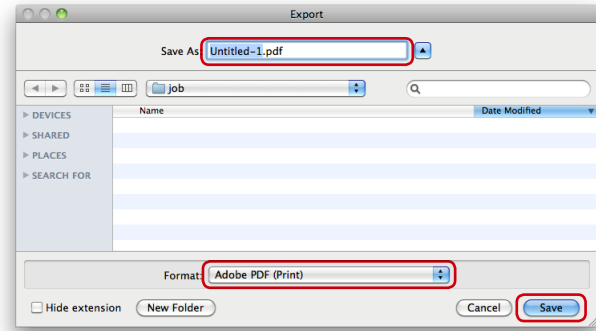 Export
Save As: Untitled-1.pdf
job
Name Date Modified
DEVICES
SHARED
PLACES
SEARCH FOR
Format: Adobe PDF (Print)
Hide extension New Folder Cancel Save